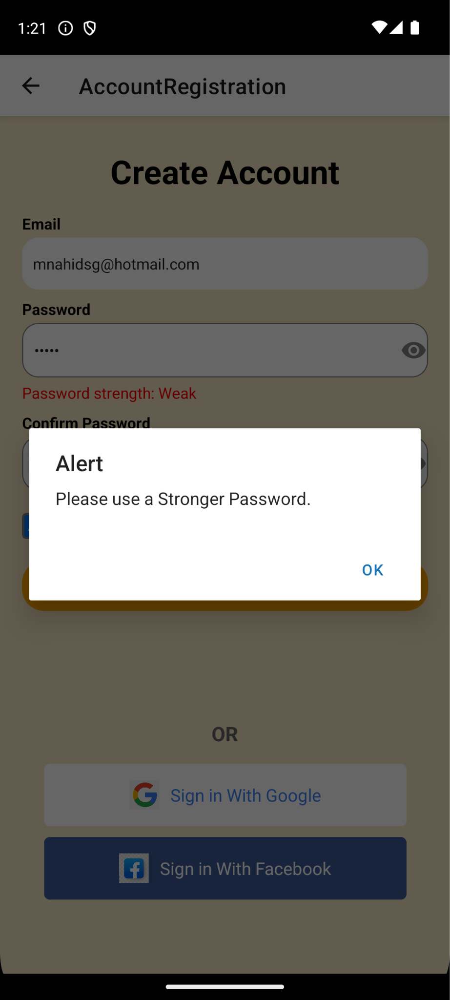 1:21
AccountRegistration
Create Account
Email
mnahidsg@hotmail.com
Password
•••••
Password strength: Weak
Confirm Password
Alert
Please use a Stronger Password.
OK
OR
Sign in With Google
Sign in With Facebook